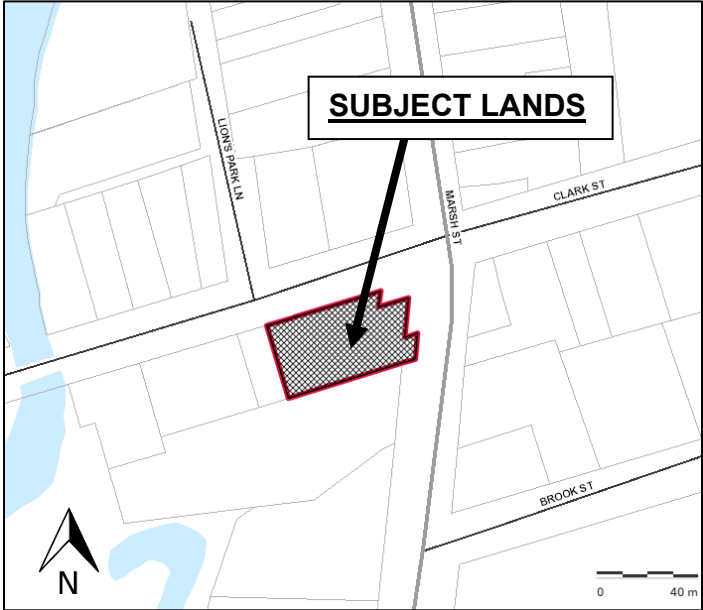 SUBJECT LANDS
LION'S PARK LN
MARSH ST
CLARK ST
BROOK ST
N
0 40 m